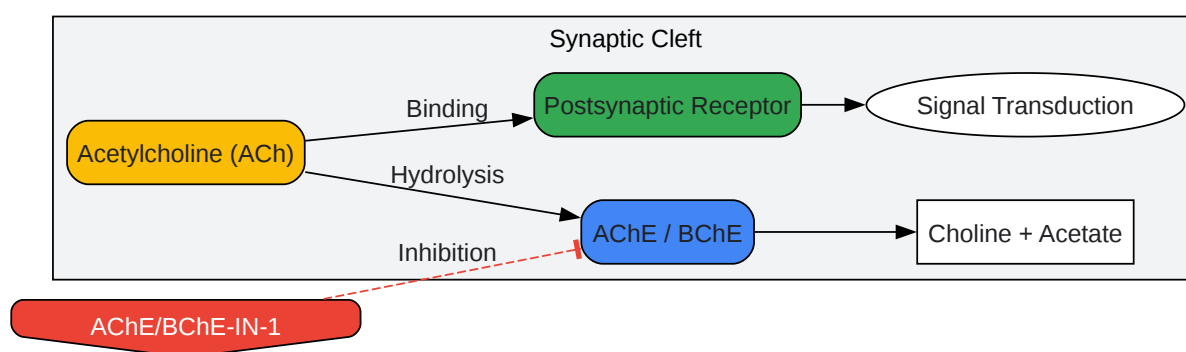 Synaptic Cleft
Binding
Postsynaptic Receptor
Signal Transduction
Acetylcholine (ACh)
Hydrolysis
AChE / BChE
Choline + Acetate
Inhibition
AChE/BChE-IN-1